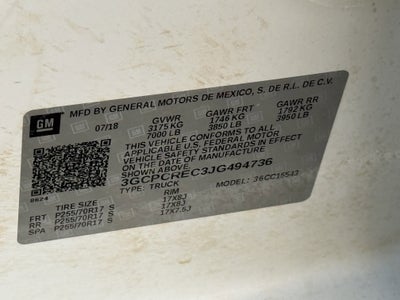 MFD BY GENERAL MOTORS DE MEXICO, S. DE R.L. DE C.V.
GM 07/18 GVWR GAWR FRT GAWR RR
3175 KG 1746 KG 1792 KG
7000 LB 3850 LB 3950 LB
THIS VEHICLE CONFORMS TO ALL
APPLICABLE U.S. FEDERAL MOTOR
VEHICLE SAFETY STANDARDS IN EFFECT
ON THE DATE OF MANUFACTURE
SHOWN ABOVE.
3GCPCREC3JG494736
TYPE: TRUCK MODEL: 36CC15543
8624
TIRE SIZE RIM
FRT P255/70R17 S 17X8J
RR P255/70R17 S 17X8J
SPA P255/70R17 S 17X7.5J